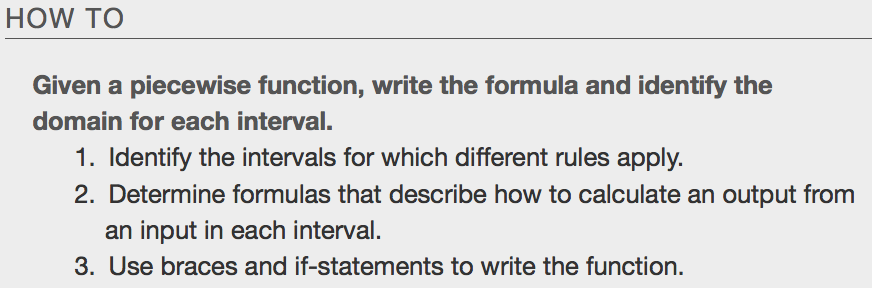 HOW TO
Given a piecewise function, write the formula and identify the
domain for each interval.
1. Identify the intervals for which different rules apply.
2. Determine formulas that describe how to calculate an output from
an input in each interval.
3. Use braces and if-statements to write the function.